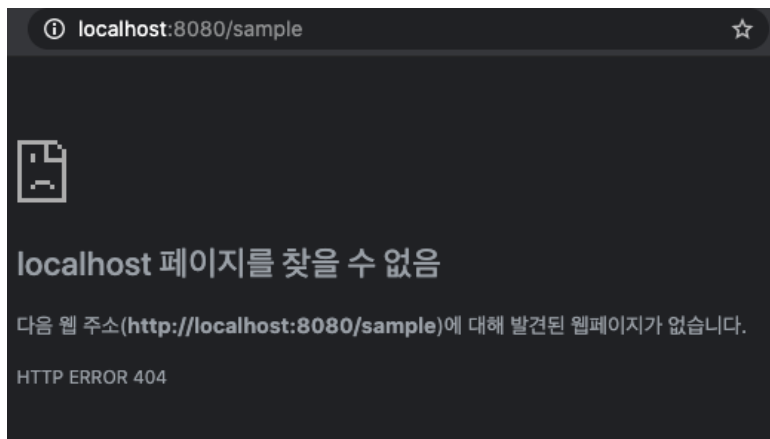 localhost:8080/sample
localhost 페이지를 찾을 수 없음
다음 웹 주소(http://localhost:8080/sample)에 대해 발견된 웹페이지가 없습니다.
HTTP ERROR 404